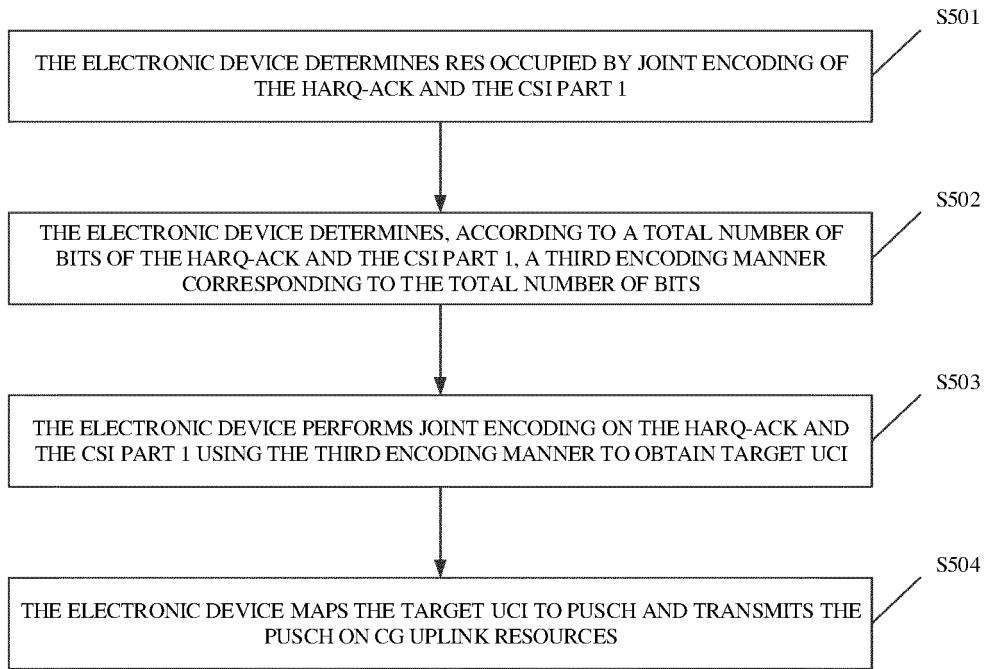 S501
THE ELECTRONIC DEVICE DETERMINES RES OCCUPIED BY JOINT ENCODING OF
THE HARQ-ACK AND THE CSI PART 1
S502
THE ELECTRONIC DEVICE DETERMINES, ACCORDING TO A TOTAL NUMBER OF
BITS OF THE HARQ-ACK AND THE CSI PART 1, A THIRD ENCODING MANNER
CORRESPONDING TO THE TOTAL NUMBER OF BITS
S503
THE ELECTRONIC DEVICE PERFORMS JOINT ENCODING ON THE HARQ-ACK AND
THE CSI PART 1 USING THE THIRD ENCODING MANNER TO OBTAIN TARGET UCI
S504
THE ELECTRONIC DEVICE MAPS THE TARGET UCI TO PUSCH AND TRANSMITS THE
PUSCH ON CG UPLINK RESOURCES